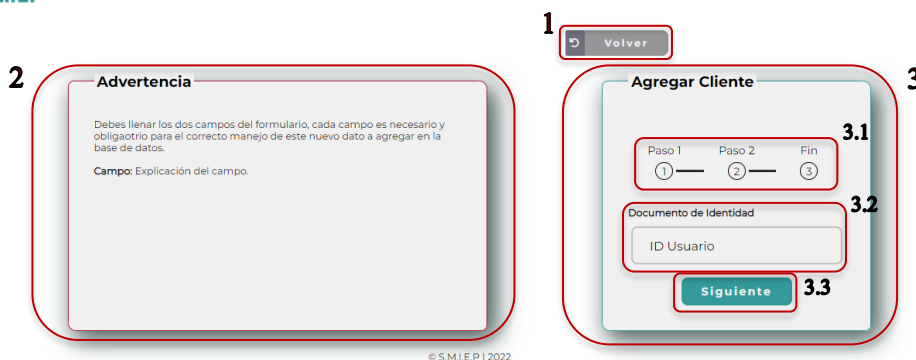 1
Volver
2
Advertencia
Debes llenar los dos campos del formulario, cada campo es necesario y
obligaotrio para el correcto manejo de este nuevo dato a agregar en la
base de datos.
Campo: Explicación del campo.
3
Agregar Cliente
3.1
Paso 1 Paso 2 Fin
1 2 3
3.2
Documento de Identidad
ID Usuario
Siguiente
3.3
© S.M.I.E.P | 2022